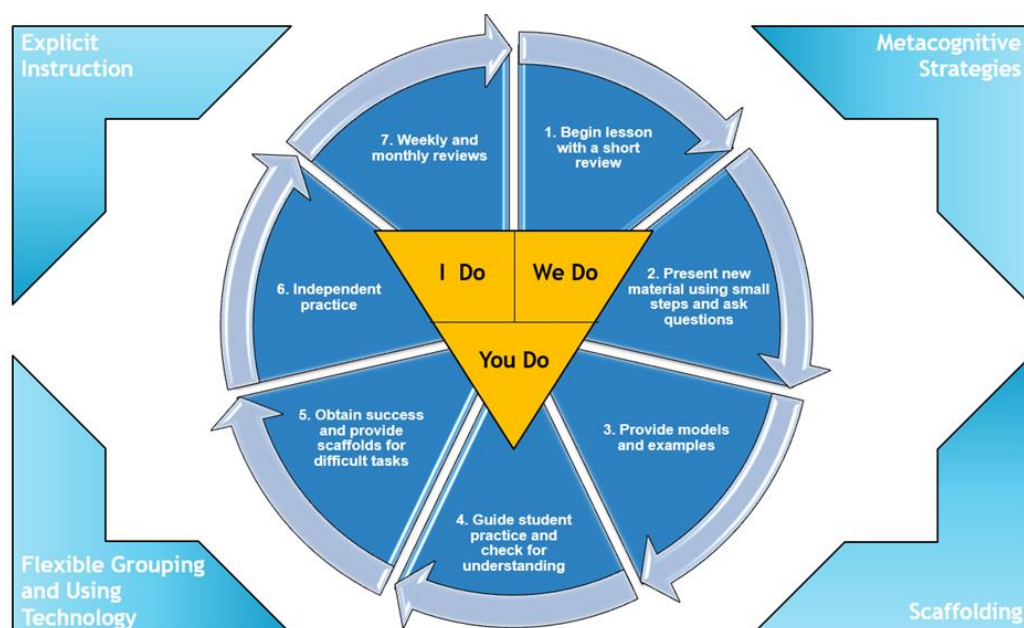 Explicit
Instruction
Metacognitive
Strategies
1. Begin lesson
with a short
review
2. Present new
material using small
steps and ask
questions
3. Provide models
and examples
4. Guide student
practice and
check for
understanding
5. Obtain success
and provide
scaffolds for
difficult tasks
6. Independent
practice
7. Weekly and
monthly reviews
I Do
We Do
You Do
Flexible Grouping
and Using
Technology
Scaffolding